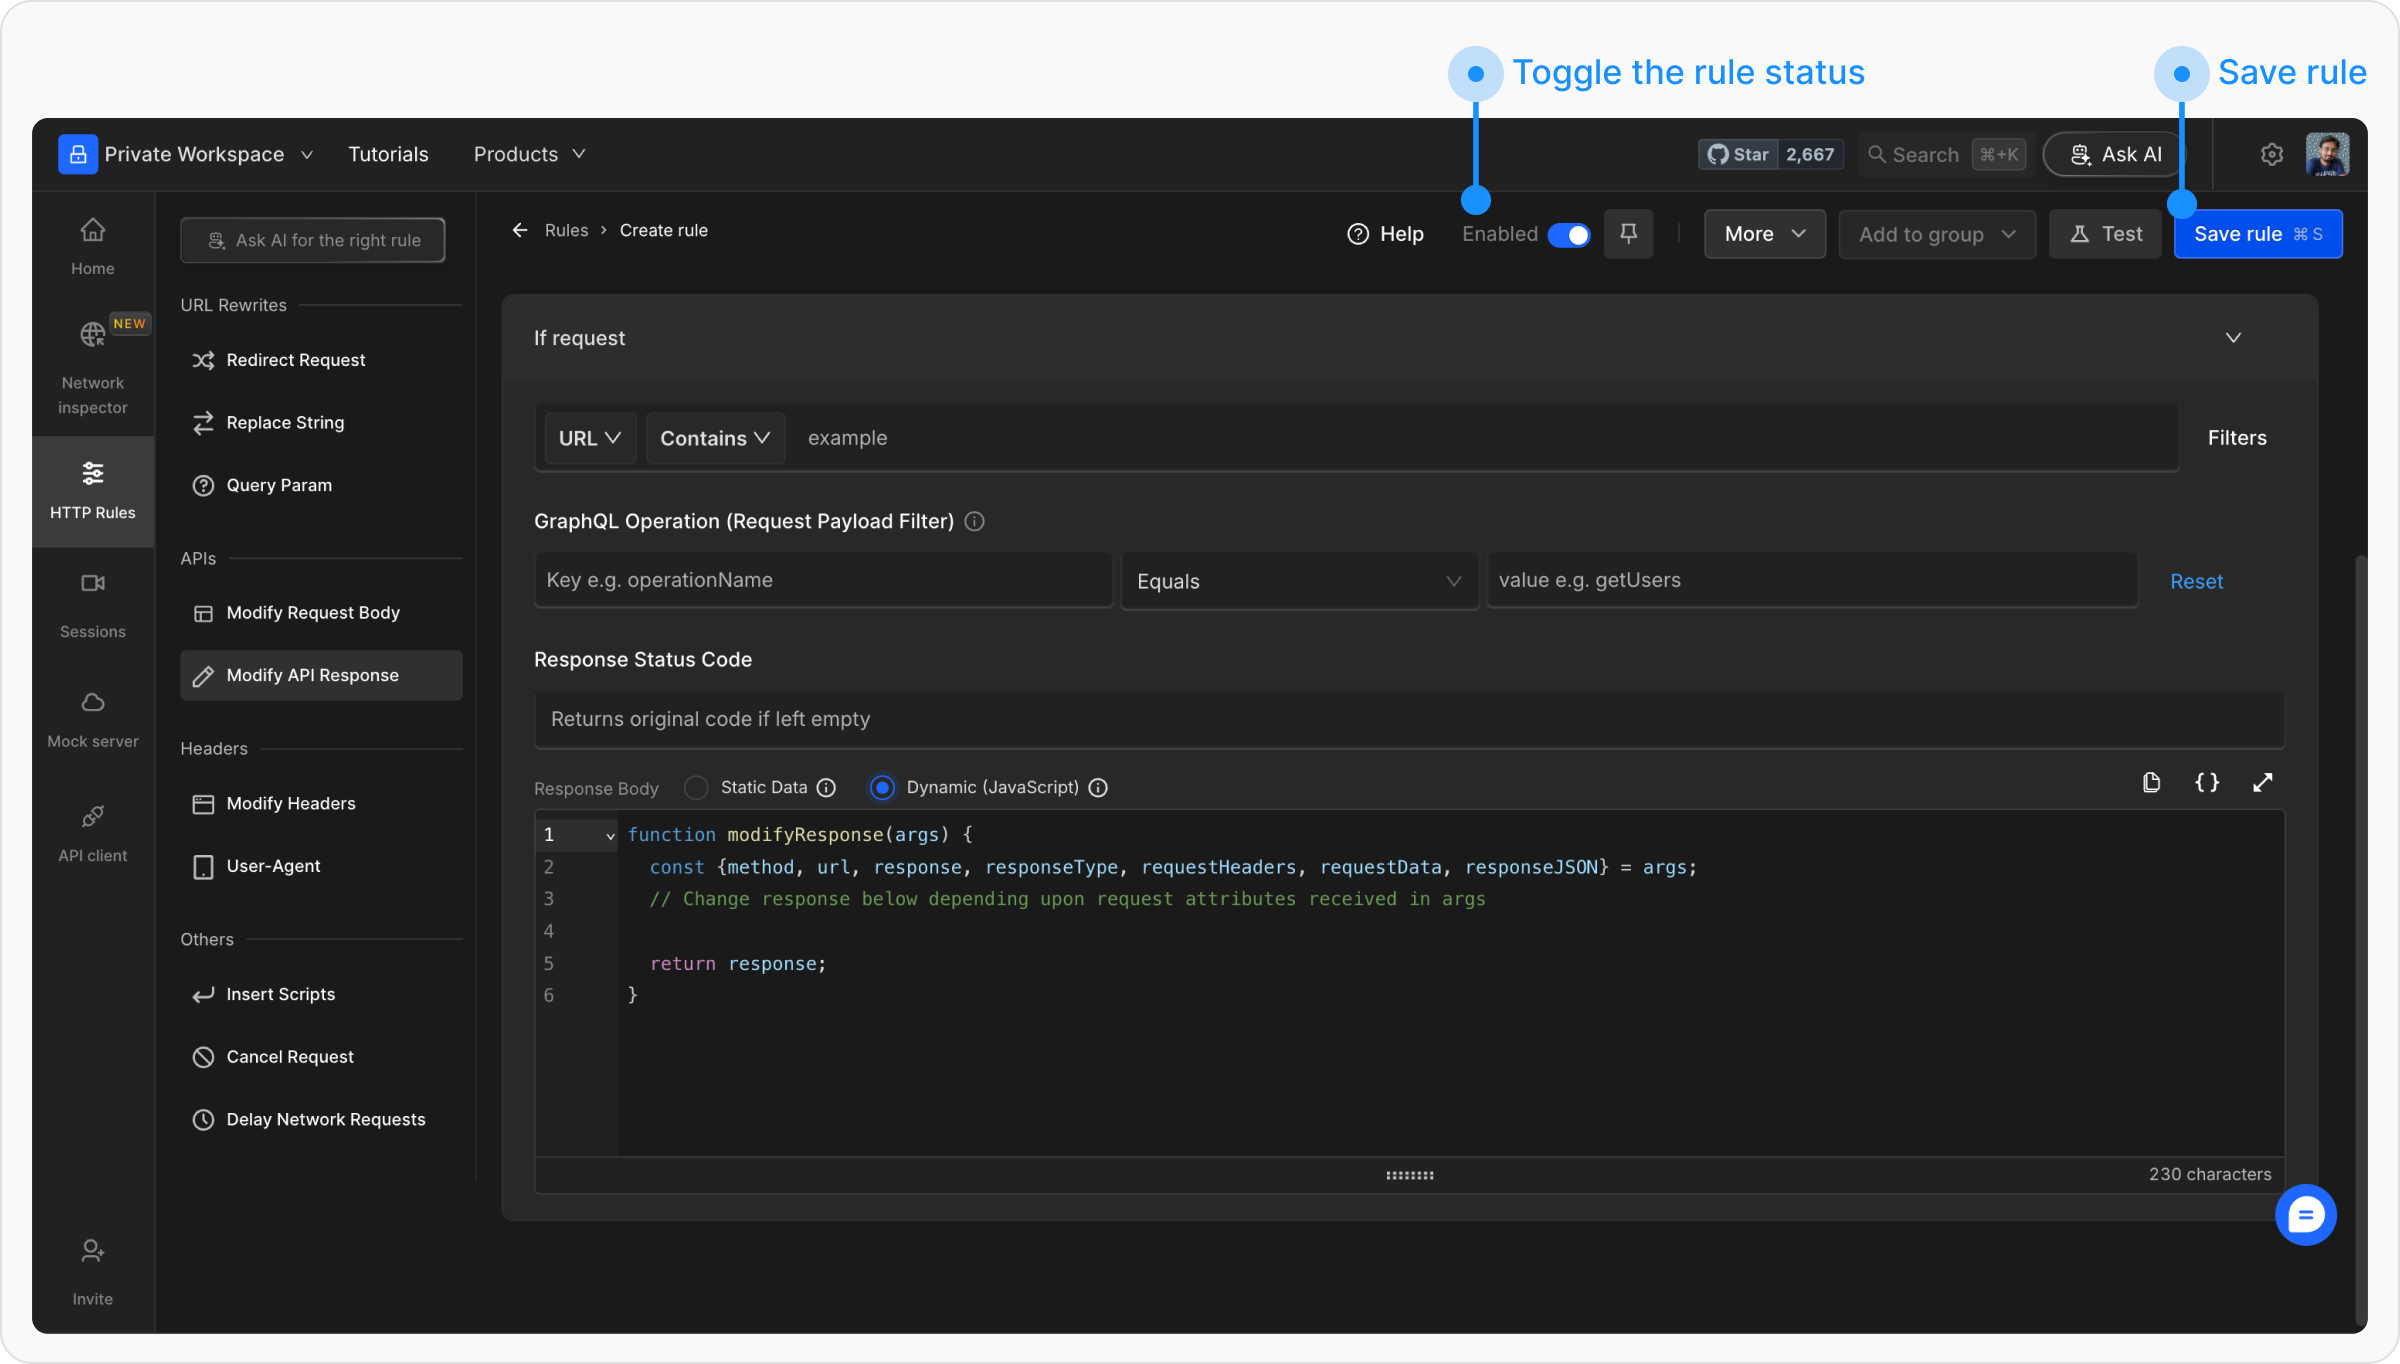 Toggle the rule status
Save rule
Private Workspace
Tutorials
Products
Star 2,667
Search ⌘+K
Ask AI
Home
NEW
Network
inspector
HTTP Rules
Sessions
Mock server
API client
Invite
Ask AI for the right rule
URL Rewrites
Redirect Request
Replace String
Query Param
APIs
Modify Request Body
Modify API Response
Headers
Modify Headers
User-Agent
Others
Insert Scripts
Cancel Request
Delay Network Requests
Rules › Create rule
Help
Enabled
More
Add to group
Test
Save rule ⌘ S
If request
URL
Contains
example
Filters
GraphQL Operation (Request Payload Filter)
Key e.g. operationName
Equals
value e.g. getUsers
Reset
Response Status Code
Returns original code if left empty
Response Body
Static Data
Dynamic (JavaScript)
{}
1 function modifyResponse(args) {
2 const {method, url, response, responseType, requestHeaders, requestData, responseJSON} = args;
3 // Change response below depending upon request attributes received in args
4
5 return response;
6 }
230 characters